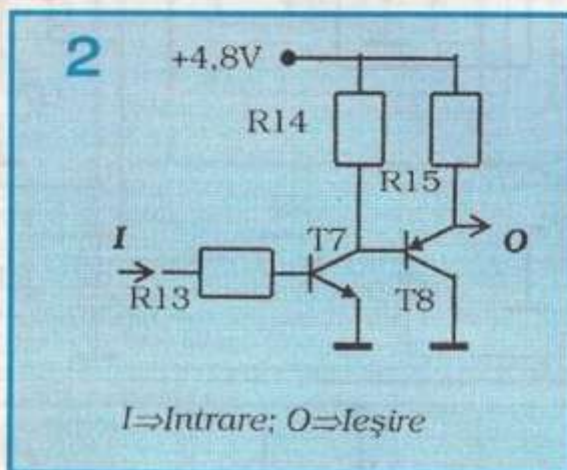 2
+4,8V
R14
R15
I
T7
O
R13
T8
I⇒Intrare; O⇒Ieşire